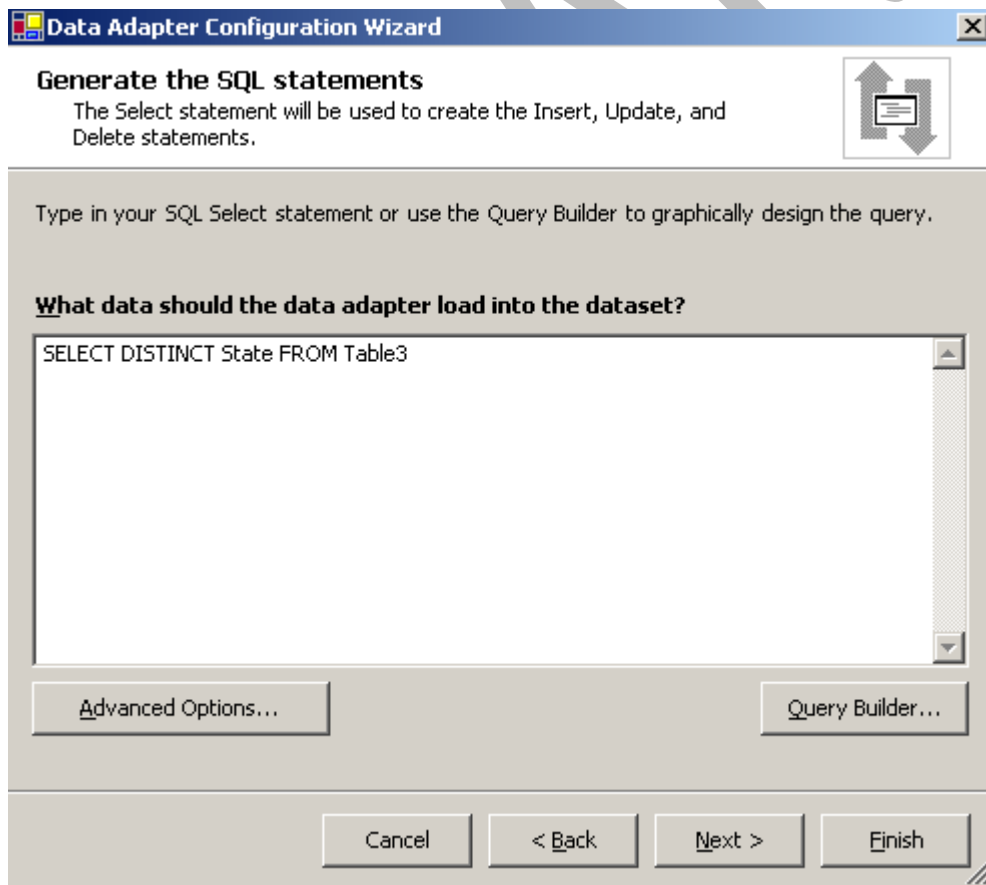 Data Adapter Configuration Wizard
Generate the SQL statements
The Select statement will be used to create the Insert, Update, and
Delete statements.
Type in your SQL Select statement or use the Query Builder to graphically design the query.
What data should the data adapter load into the dataset?
SELECT DISTINCT State FROM Table3
Advanced Options...
Query Builder...
Cancel
< Back
Next >
Finish